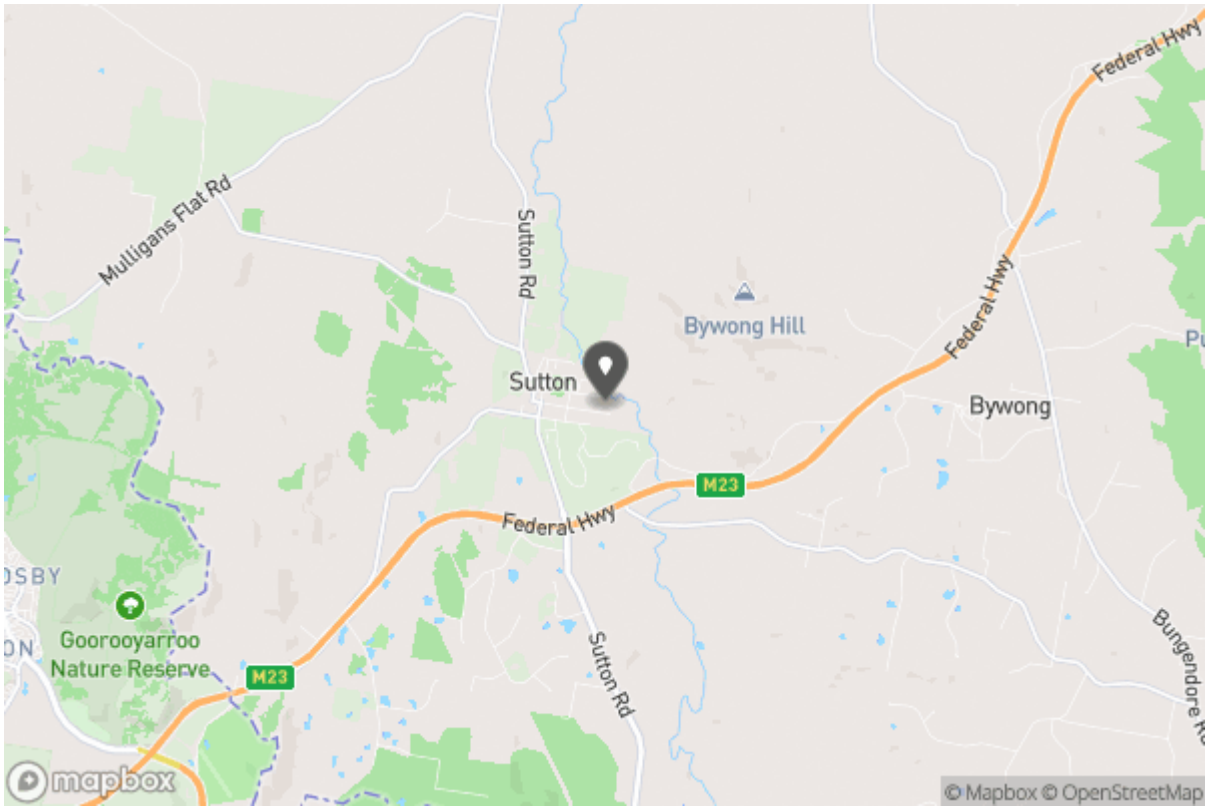 Federal Hwy
Mulligans Flat Rd
Sutton Rd
Federal Hwy
Bywong Hill
Sutton
Bywong
M23
Federal Hwy
OSBY
Goorooyarroo
Nature Reserve
ON
M23
Sutton Rd
Bungendore Rd
mapbox
© Mapbox © OpenStreetMap